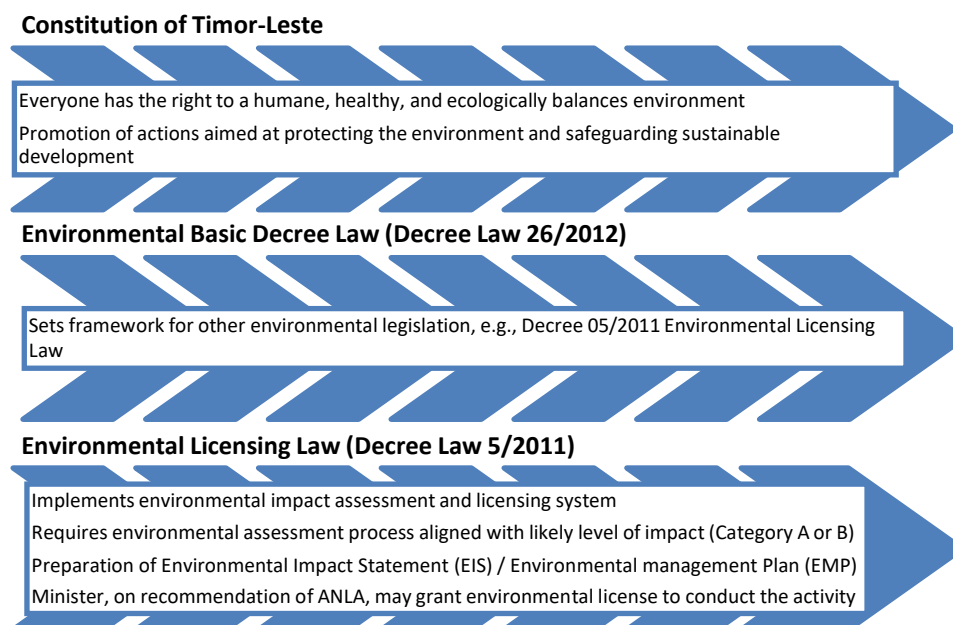 Constitution of Timor-Leste
Everyone has the right to a humane, healthy, and ecologically balances environment
Promotion of actions aimed at protecting the environment and safeguarding sustainable
development
Environmental Basic Decree Law (Decree Law 26/2012)
Sets framework for other environmental legislation, e.g., Decree 05/2011 Environmental Licensing
Law
Environmental Licensing Law (Decree Law 5/2011)
Implements environmental impact assessment and licensing system
Requires environmental assessment process aligned with likely level of impact (Category A or B)
Preparation of Environmental Impact Statement (EIS) / Environmental management Plan (EMP)
Minister, on recommendation of ANLA, may grant environmental license to conduct the activity